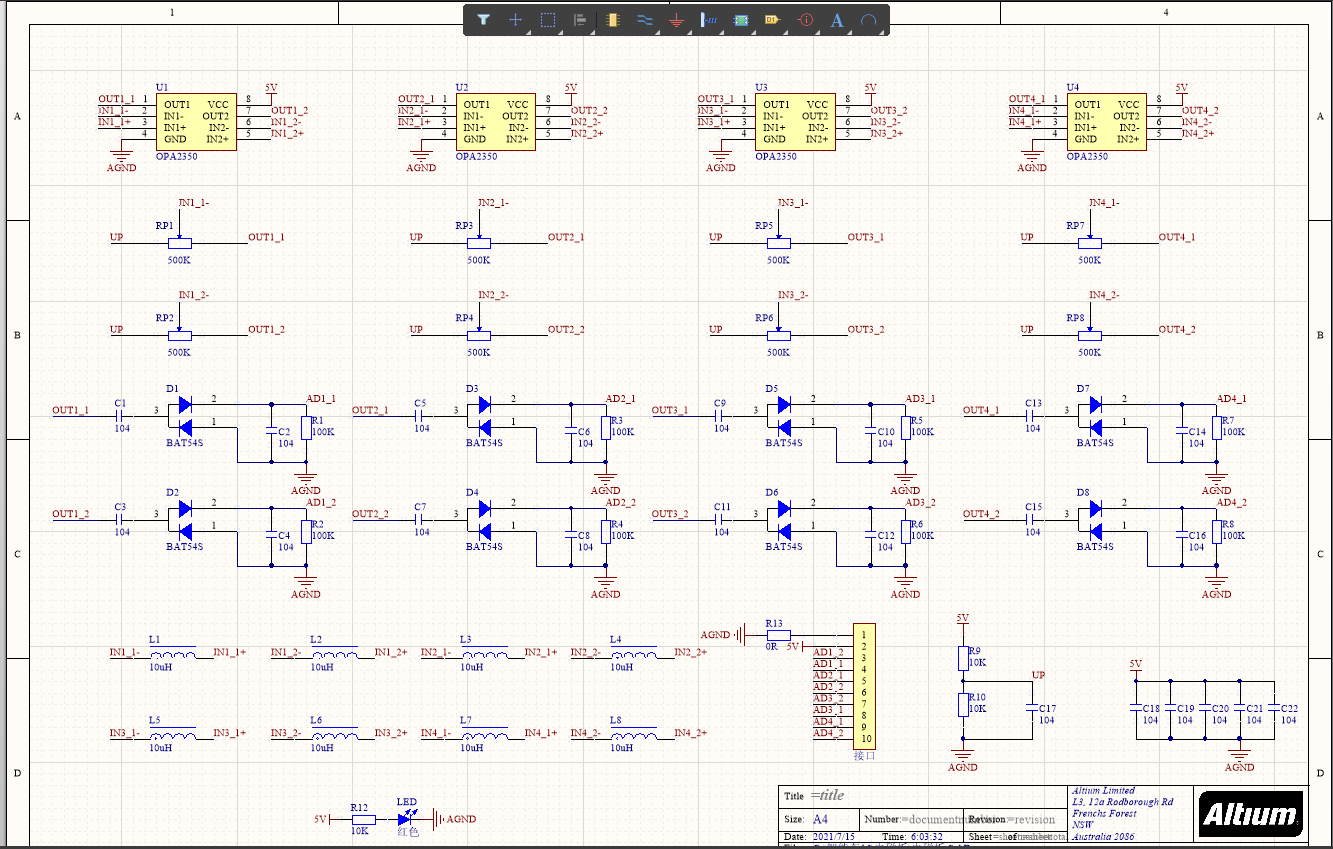 1
4
A
A
B
B
C
C
D
D
U1
OUT1_1 1 OUT1 VCC 8 5V
IN1_1- 2 IN1- OUT2 7 OUT1_2
IN1_1+ 3 IN1+ IN2- 6 IN1_2-
4 GND IN2+ 5 IN1_2+
AGND
OPA2350
U2
OUT2_1 1 OUT1 VCC 8 5V
IN2_1- 2 IN1- OUT2 7 OUT2_2
IN2_1+ 3 IN1+ IN2- 6 IN2_2-
4 GND IN2+ 5 IN2_2+
AGND
OPA2350
U3
OUT3_1 1 OUT1 VCC 8 5V
IN3_1- 2 IN1- OUT2 7 OUT3_2
IN3_1+ 3 IN1+ IN2- 6 IN3_2-
4 GND IN2+ 5 IN3_2+
AGND
OPA2350
U4
OUT4_1 1 OUT1 VCC 8 5V
IN4_1- 2 IN1- OUT2 7 OUT4_2
IN4_1+ 3 IN1+ IN2- 6 IN4_2-
4 GND IN2+ 5 IN4_2+
AGND
OPA2350
IN1_1-
RP1
UP OUT1_1
500K
IN2_1-
RP3
UP OUT2_1
500K
IN3_1-
RP5
UP OUT3_1
500K
IN4_1-
RP7
UP OUT4_1
500K
IN1_2-
RP2
UP OUT1_2
500K
IN2_2-
RP4
UP OUT2_2
500K
IN3_2-
RP6
UP OUT3_2
500K
IN4_2-
RP8
UP OUT4_2
500K
D1
OUT1_1 C1 3 2 AD1_1
104 1 C2 R1
BAT54S 104 100K
AGND
D3
OUT2_1 C5 3 2 AD2_1
104 1 C6 R3
BAT54S 104 100K
AGND
D5
OUT3_1 C9 3 2 AD3_1
104 1 C10 R5
BAT54S 104 100K
AGND
D7
OUT4_1 C13 3 2 AD4_1
104 1 C14 R7
BAT54S 104 100K
AGND
D2
OUT1_2 C3 3 2 AD1_2
104 1 C4 R2
BAT54S 104 100K
AGND
D4
OUT2_2 C7 3 2 AD2_2
104 1 C8 R4
BAT54S 104 100K
AGND
D6
OUT3_2 C11 3 2 AD3_2
104 1 C12 R6
BAT54S 104 100K
AGND
D8
OUT4_2 C15 3 2 AD4_2
104 1 C16 R8
BAT54S 104 100K
AGND
L1
IN1_1- IN1_1+
10uH
L2
IN1_2- IN1_2+
10uH
L3
IN2_1- IN2_1+
10uH
L4
IN2_2- IN2_2+
10uH
L5
IN3_1- IN3_1+
10uH
L6
IN3_2- IN3_2+
10uH
L7
IN4_1- IN4_1+
10uH
L8
IN4_2- IN4_2+
10uH
R13
AGND 1
0R 5V 2
AD1_2 3
AD1_1 4
AD2_1 5
AD2_2 6
AD3_2 7
AD3_1 8
AD4_1 9
AD4_2 10
接口
5V
R9
10K
UP
R10
10K
C17
104
AGND
5V
C18 C19 C20 C21 C22
104 104 104 104 104
AGND
R12 LED
5V AGND
10K 红色
Title =title
Size: A4 Number: Revision: =revision
Date: 2021/7/15 Time: 6:03:32 Sheet of
Altium Limited
L3, 12a Rodborough Rd
Frenchs Forest
NSW
Australia 2086
Altium